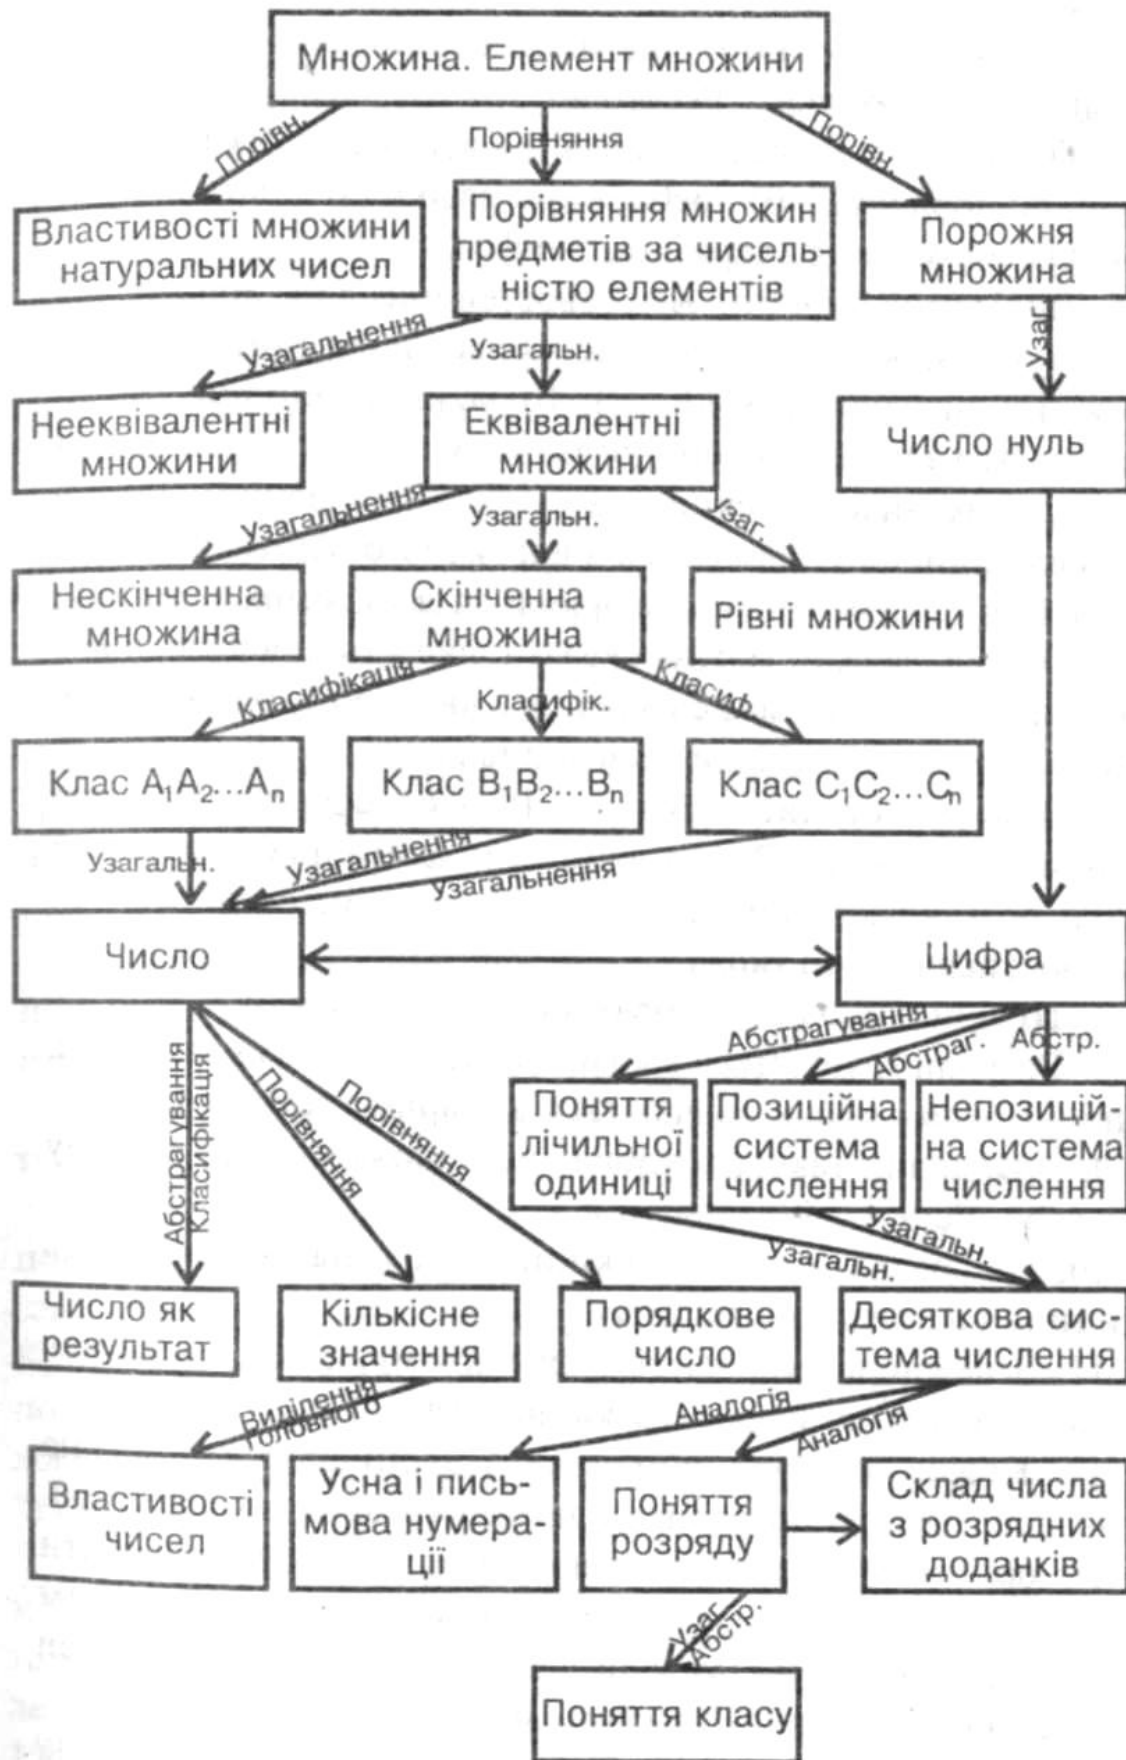 Множина. Елемент множини
Порівн.
Порівняння
Порівн.
Властивості множини
натуральних чисел
Порівняння множин
предметів за чисель-
ністю елементів
Порожня
множина
Узагальнення
Узагальн.
Узаг.
Нееквівалентні
множини
Еквівалентні
множини
Число нуль
Узагальнення
Узагальн.
Узаг.
Нескінченна
множина
Скінченна
множина
Рівні множини
Класифікація
Класифік.
Класиф.
Клас A₁A₂...Aₙ
Клас B₁B₂...Bₙ
Клас C₁C₂...Cₙ
Узагальн.
Узагальнення
Узагальнення
Число
Цифра
Абстрагування
Класифікація
Порівняння
Порівняння
Абстрагування
Абстраг.
Абстр.
Поняття
лічильної
одиниці
Позиційна
система
числення
Непозицій-
на система
числення
Узагальн.
Узагальн.
Число як
результат
Кількісне
значення
Порядкове
число
Десяткова сис-
тема числення
Виділення
головного
Аналогія
Аналогія
Властивості
чисел
Усна і пись-
мова нумера-
ції
Поняття
розряду
Склад числа
з розрядних
доданків
Узаг.
Абстр.
Поняття класу